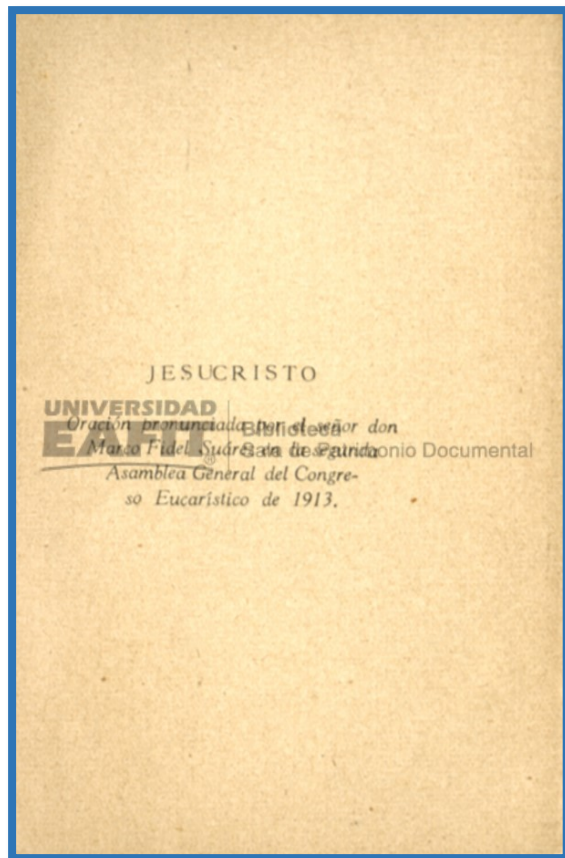 JESUCRISTO
Oración pronunciada por el señor don
Marco Fidel Suárez en la segunda
Asamblea General del Congre-
so Eucarístico de 1913.
UNIVERSIDAD
EAFIT
Biblioteca
Sala de Patrimonio Documental